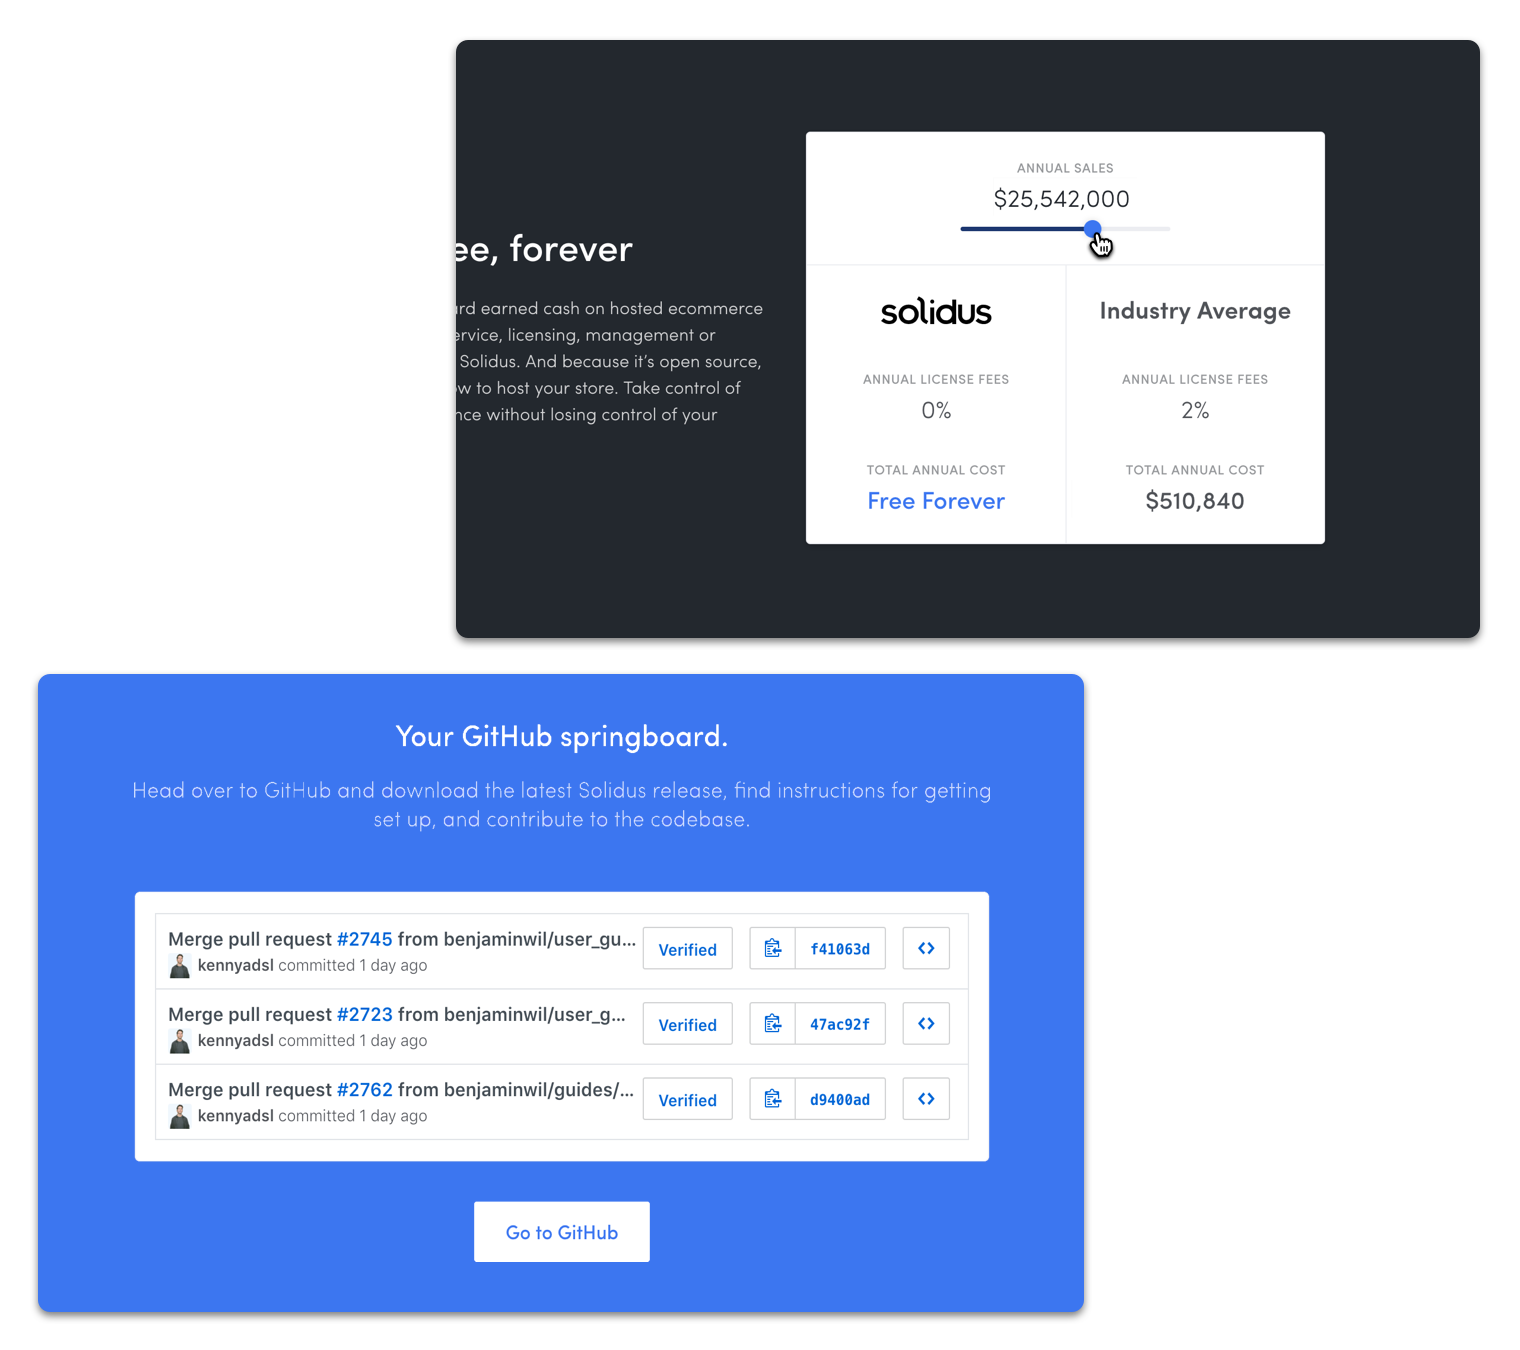 ee, forever
rd earned cash on hosted ecommerce
ervice, licensing, management or
Solidus. And because it's open source,
ow to host your store. Take control of
nce without losing control of your
ANNUAL SALES
$25,542,000
solidus
ANNUAL LICENSE FEES
0%
TOTAL ANNUAL COST
Free Forever
Industry Average
ANNUAL LICENSE FEES
2%
TOTAL ANNUAL COST
$510,840
Your GitHub springboard.
Head over to GitHub and download the latest Solidus release, find instructions for getting
set up, and contribute to the codebase.
Merge pull request #2745 from benjaminwil/user_gu... Verified f41063d <>
kennyadsl committed 1 day ago
Merge pull request #2723 from benjaminwil/user_g... Verified 47ac92f <>
kennyadsl committed 1 day ago
Merge pull request #2762 from benjaminwil/guides/... Verified d9400ad <>
kennyadsl committed 1 day ago
Go to GitHub